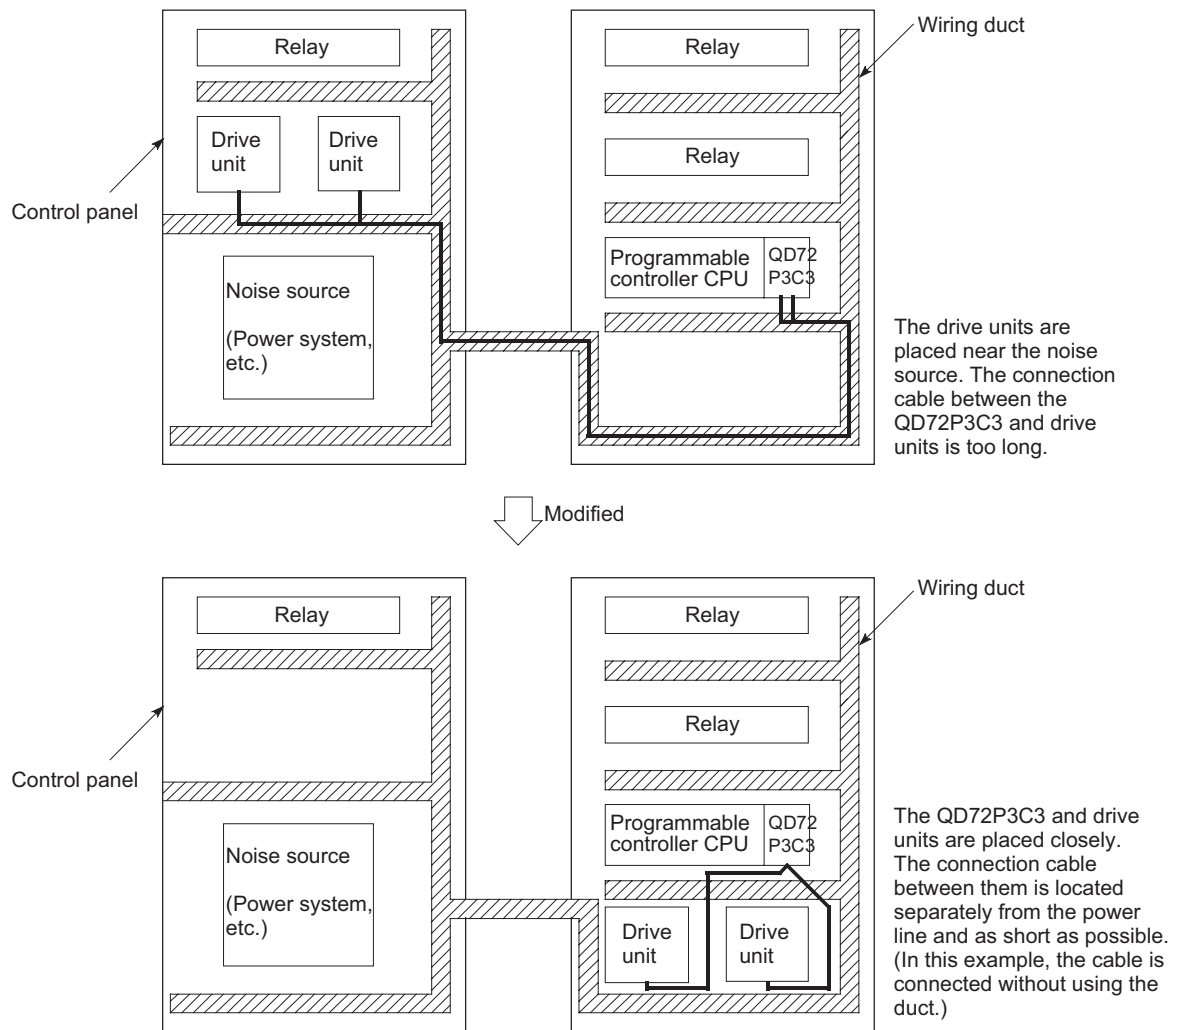 Relay
Relay
Wiring duct
Drive
unit
Drive
unit
Relay
Control panel
Programmable
controller CPU
QD72
P3C3
Noise source
(Power system,
etc.)
The drive units are
placed near the noise
source. The connection
cable between the
QD72P3C3 and drive
units is too long.
Modified
Relay
Relay
Wiring duct
Relay
Control panel
Programmable
controller CPU
QD72
P3C3
Noise source
(Power system,
etc.)
Drive
unit
Drive
unit
The QD72P3C3 and drive
units are placed closely.
The connection cable
between them is located
separately from the power
line and as short as possible.
(In this example, the cable is
connected without using the
duct.)